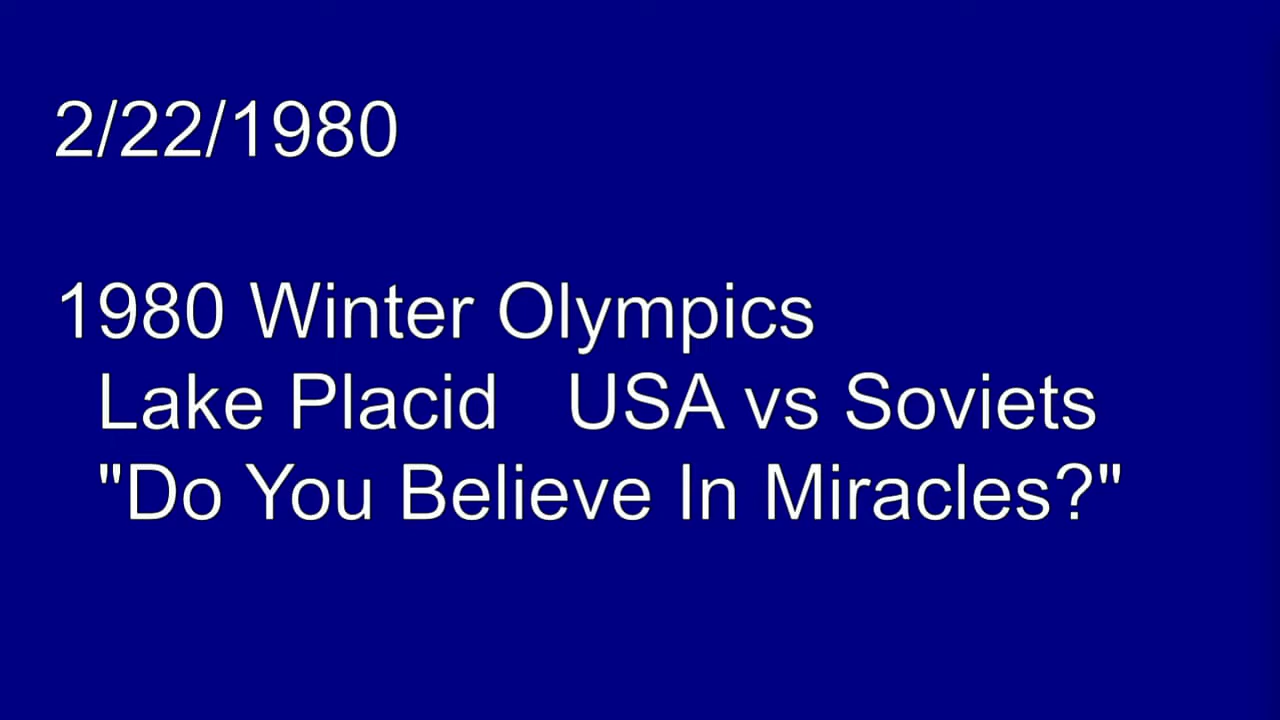 2/22/1980
1980 Winter Olympics
Lake Placid USA vs Soviets
"Do You Believe In Miracles?"